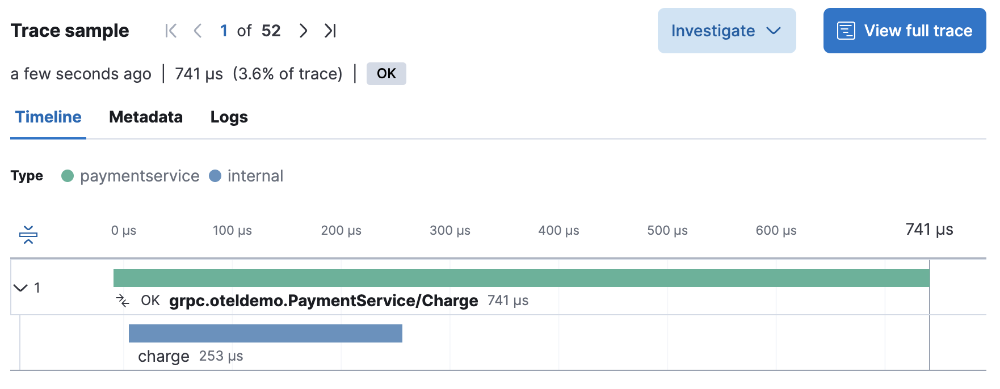 Trace sample 1 of 52 Investigate View full trace
a few seconds ago | 741 µs (3.6% of trace) | OK
Timeline Metadata Logs
Type paymentservice internal
0 µs 100 µs 200 µs 300 µs 400 µs 500 µs 600 µs 741 µs
1
OK grpc.oteldemo.PaymentService/Charge 741 µs
charge 253 µs